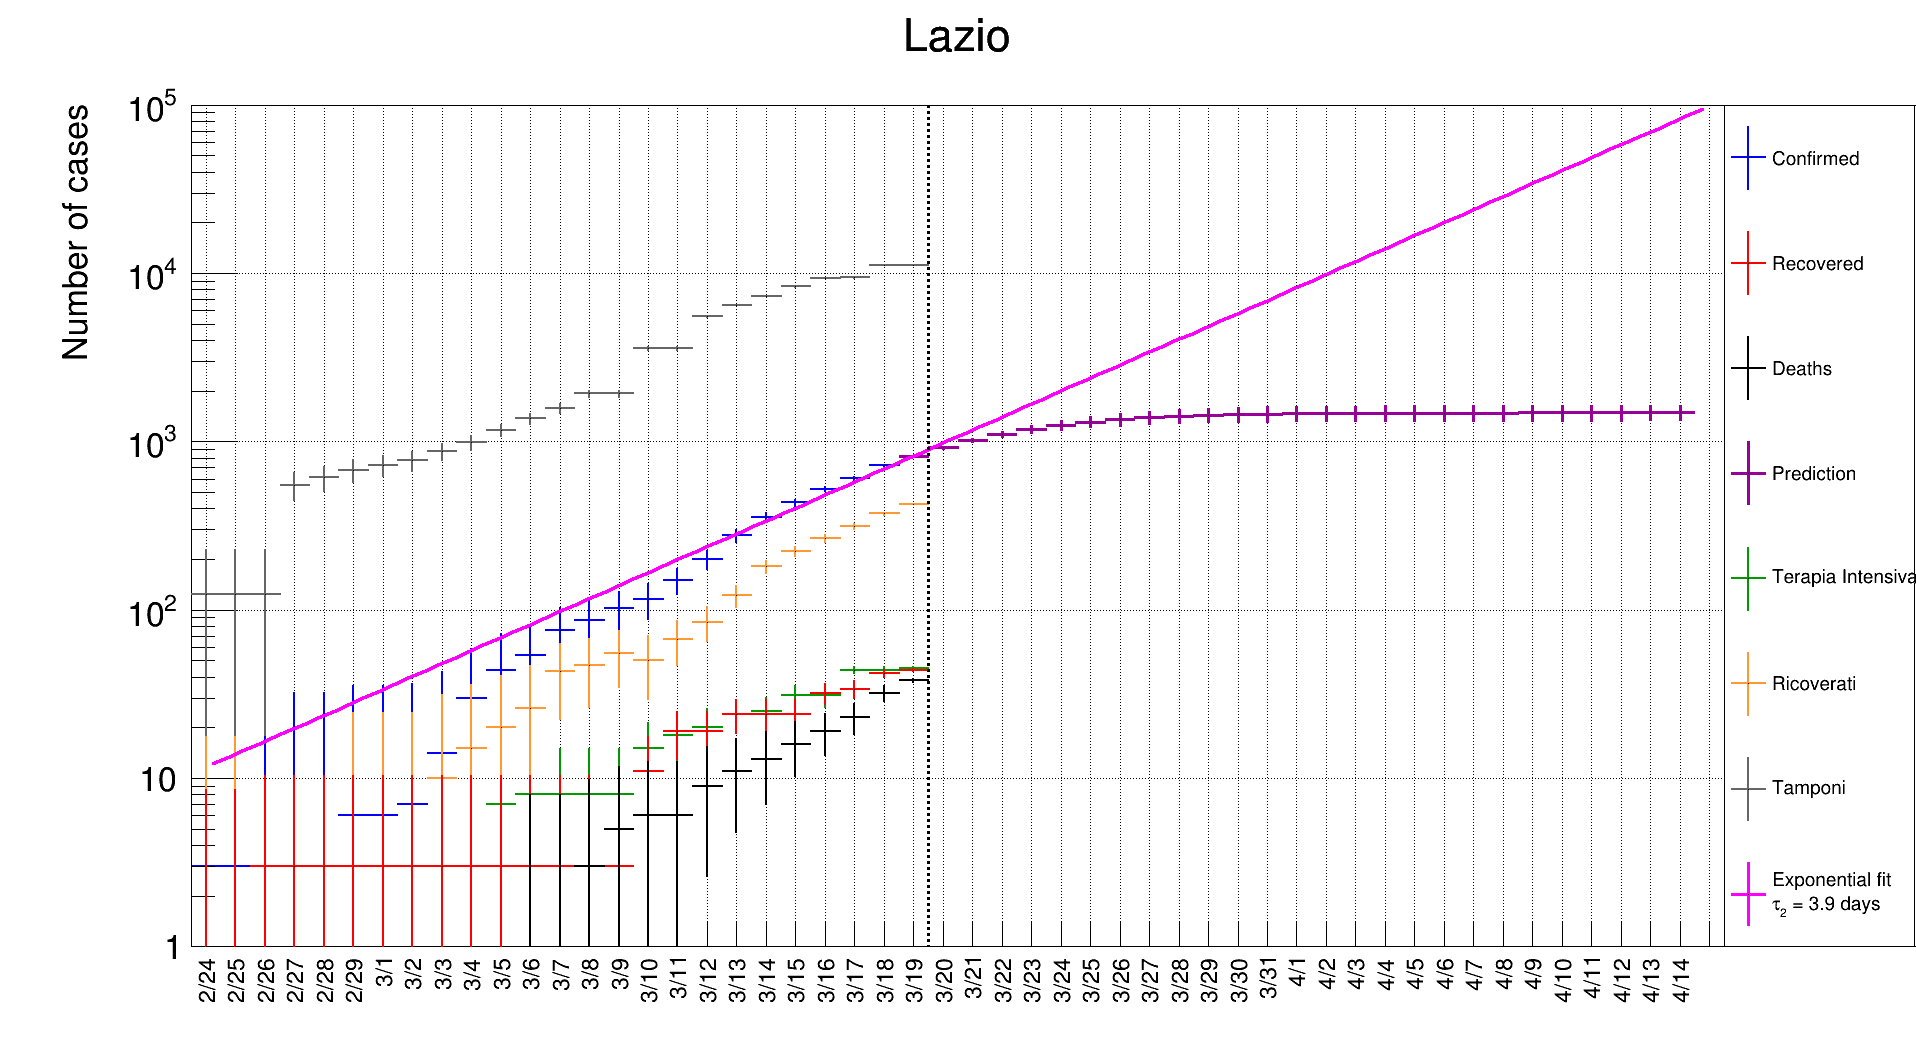 Lazio
Number of cases
10^5
10^4
10^3
10^2
10
1
2/24 2/25 2/26 2/27 2/28 2/29 3/1 3/2 3/3 3/4 3/5 3/6 3/7 3/8 3/9 3/10 3/11 3/12 3/13 3/14 3/15 3/16 3/17 3/18 3/19 3/20 3/21 3/22 3/23 3/24 3/25 3/26 3/27 3/28 3/29 3/30 3/31 4/1 4/2 4/3 4/4 4/5 4/6 4/7 4/8 4/9 4/10 4/11 4/12 4/13 4/14
Confirmed
Recovered
Deaths
Prediction
Terapia Intensiva
Ricoverati
Tamponi
Exponential fit
τ_2 = 3.9 days